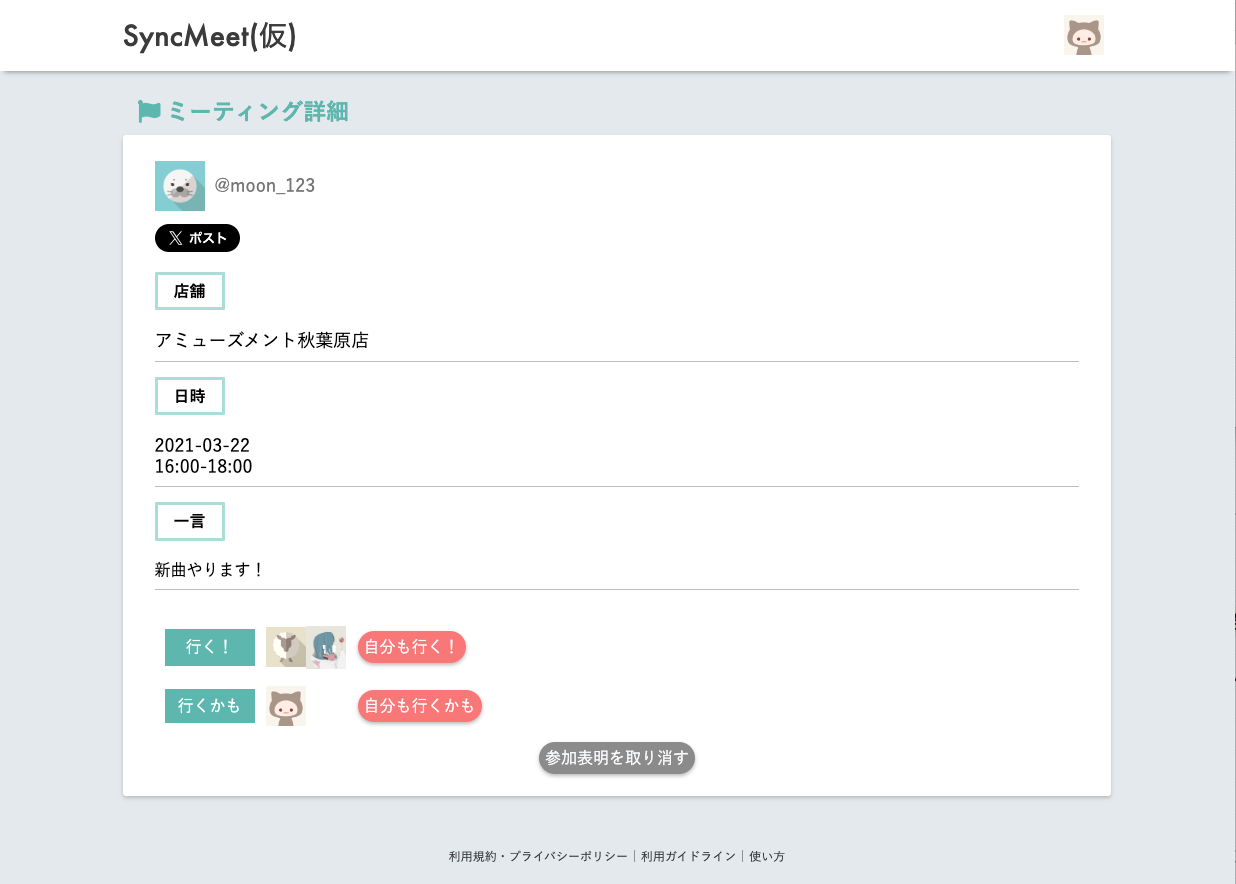 SyncMeet(仮)
ミーティング詳細
@moon_123
ポスト
店舗
アミューズメント秋葉原店
日時
2021-03-22
16:00-18:00
一言
新曲やります！
行く！ 自分も行く！
行くかも 自分も行くかも
参加表明を取り消す
利用規約・プライバシーポリシー｜利用ガイドライン｜使い方